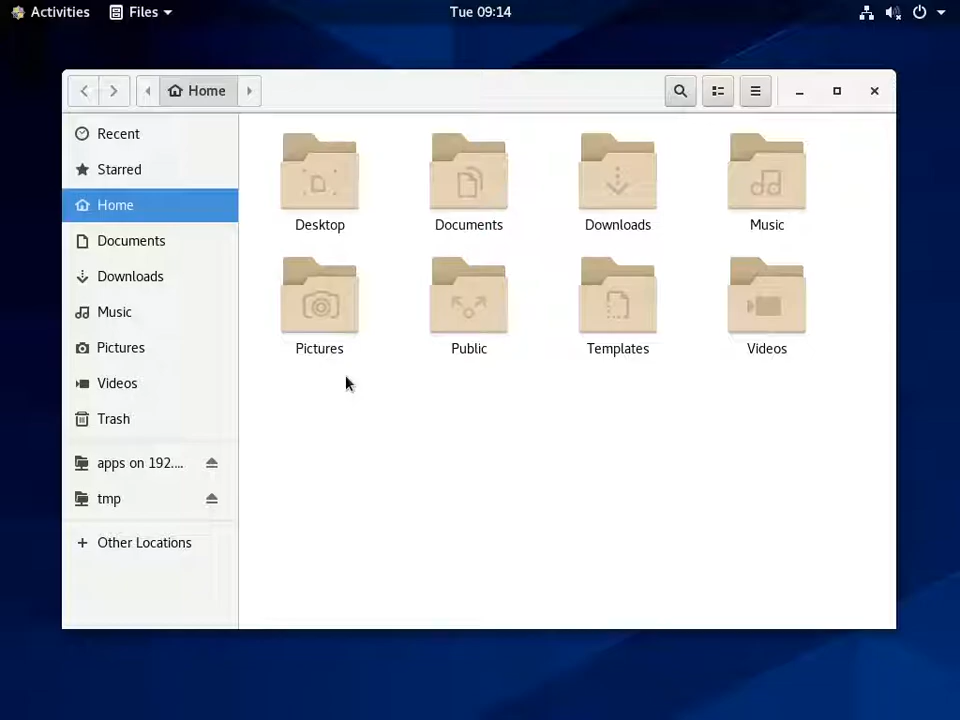 Activities Files Tue 09:14
Home
Recent
Starred
Home
Documents
Downloads
Music
Pictures
Videos
Trash
apps on 192....
tmp
Other Locations
Desktop Documents Downloads Music
Pictures Public Templates Videos